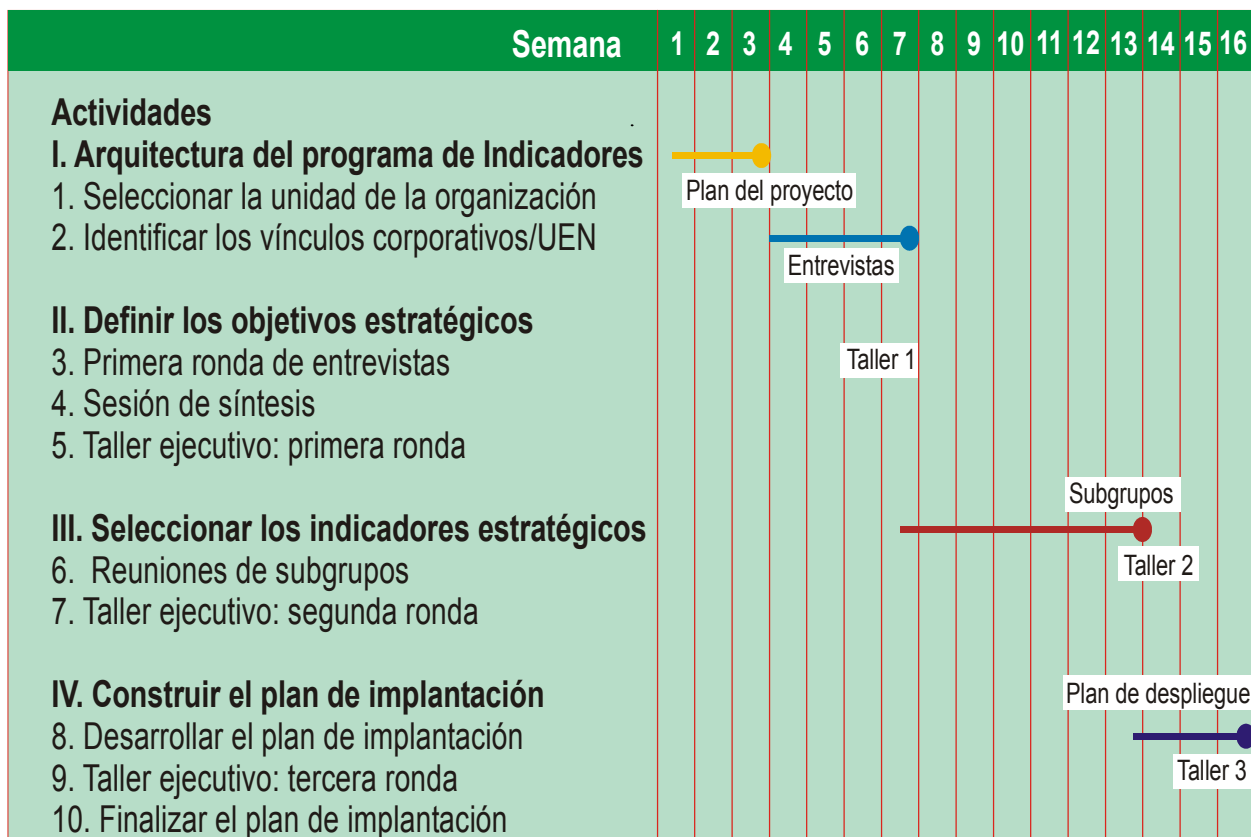 Semana 1 2 3 4 5 6 7 8 9 10 11 12 13 14 15 16
Actividades
I. Arquitectura del programa de Indicadores
1. Seleccionar la unidad de la organización
Plan del proyecto
2. Identificar los vínculos corporativos/UEN
Entrevistas
II. Definir los objetivos estratégicos
3. Primera ronda de entrevistas
Taller 1
4. Sesión de síntesis
5. Taller ejecutivo: primera ronda
Subgrupos
III. Seleccionar los indicadores estratégicos
6. Reuniones de subgrupos
Taller 2
7. Taller ejecutivo: segunda ronda
IV. Construir el plan de implantación
Plan de despliegue
8. Desarrollar el plan de implantación
9. Taller ejecutivo: tercera ronda
Taller 3
10. Finalizar el plan de implantación